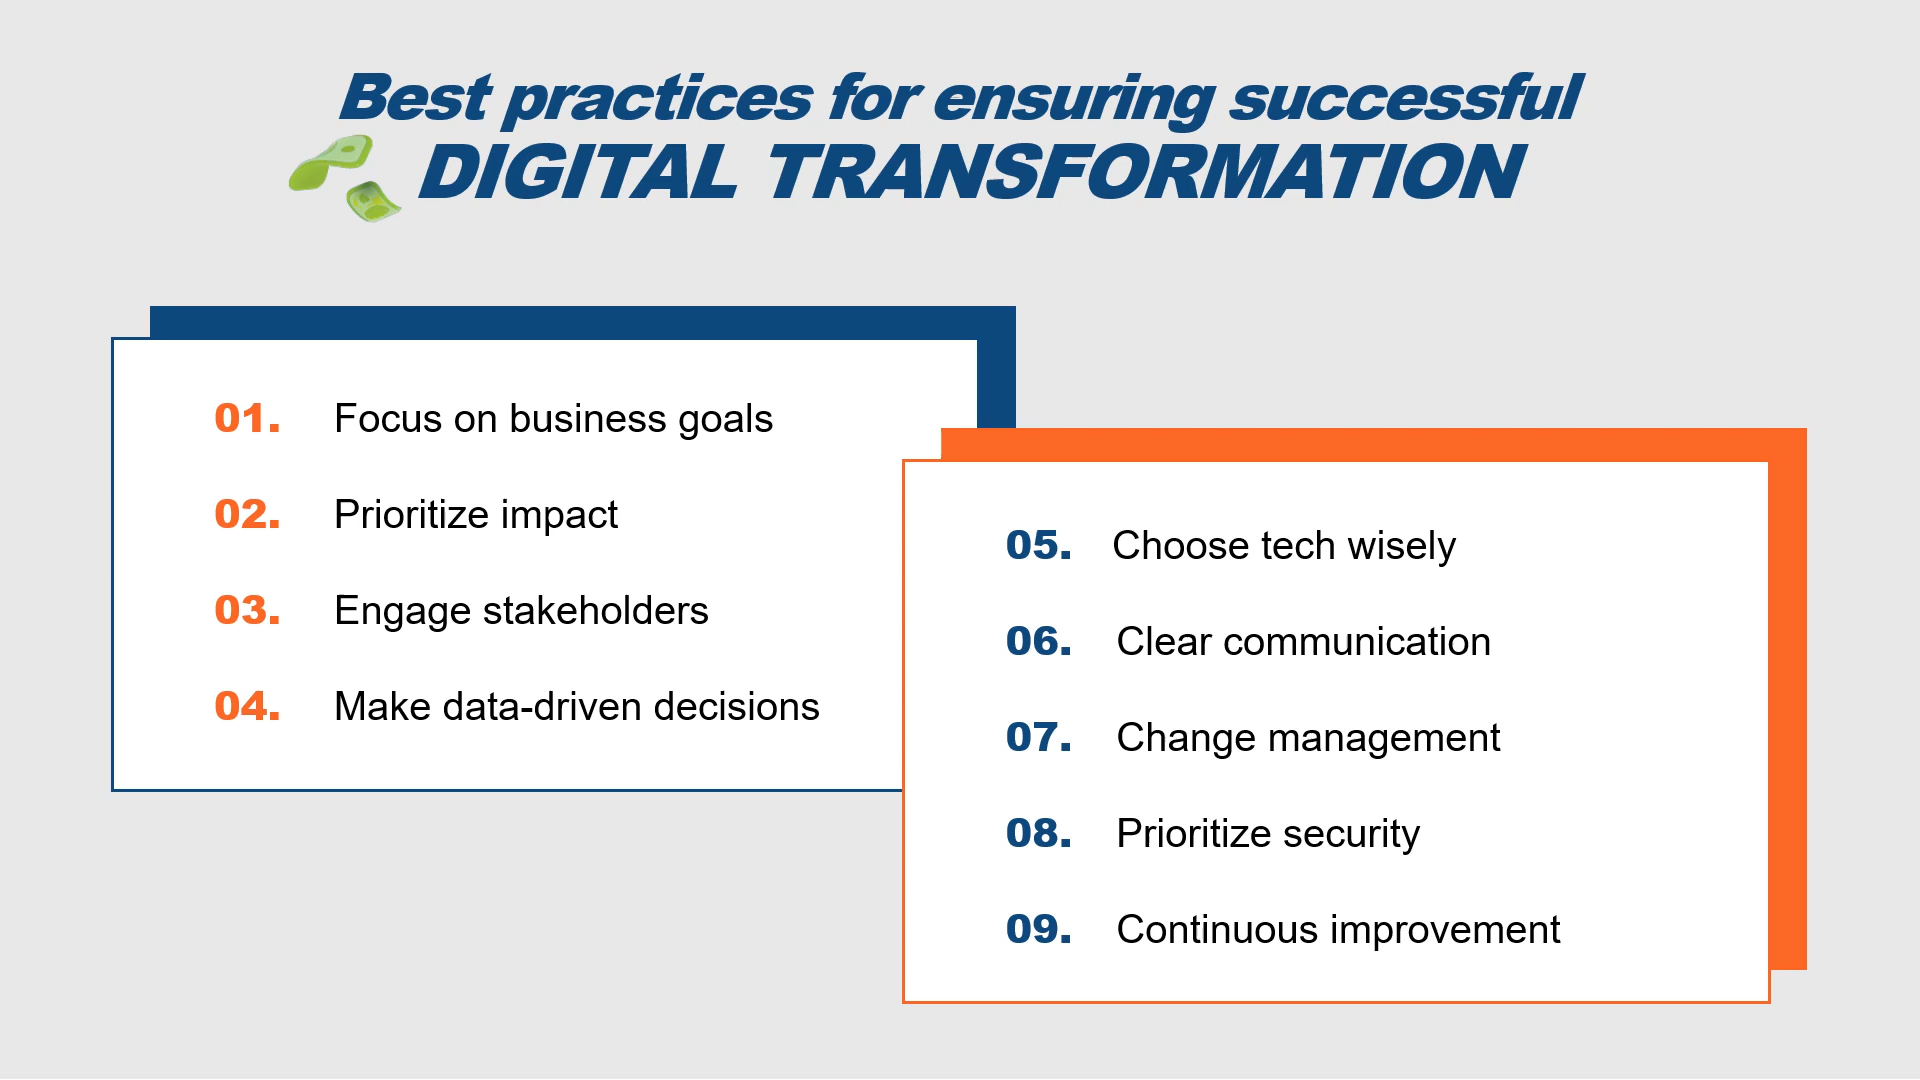 Best practices for ensuring successful
DIGITAL TRANSFORMATION
01. Focus on business goals
02. Prioritize impact
03. Engage stakeholders
04. Make data-driven decisions
05. Choose tech wisely
06. Clear communication
07. Change management
08. Prioritize security
09. Continuous improvement